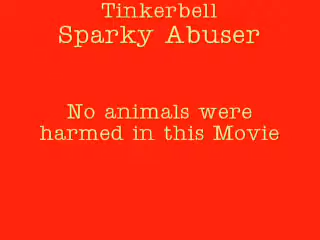 Tinkerbell
Sparky Abuser
No animals were
harmed in this Movie